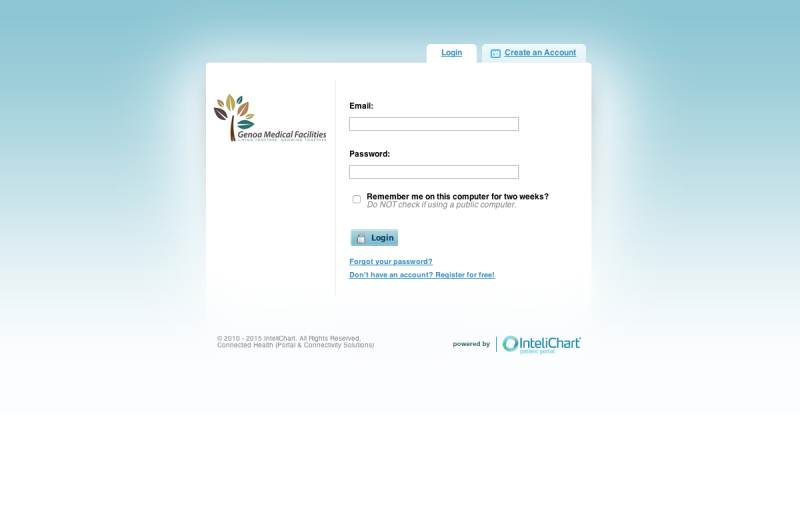 Login
Create an Account
Genoa Medical Facilities
LIVING TOGETHER, GROWING TOGETHER
Email:
Password:
Remember me on this computer for two weeks?
Do NOT check if using a public computer.
Login
Forgot your password?
Don't have an account? Register for free!
© 2010 - 2015 InteliChart. All Rights Reserved.
Connected Health (Portal & Connectivity Solutions)
powered by
InteliChart
patient portal